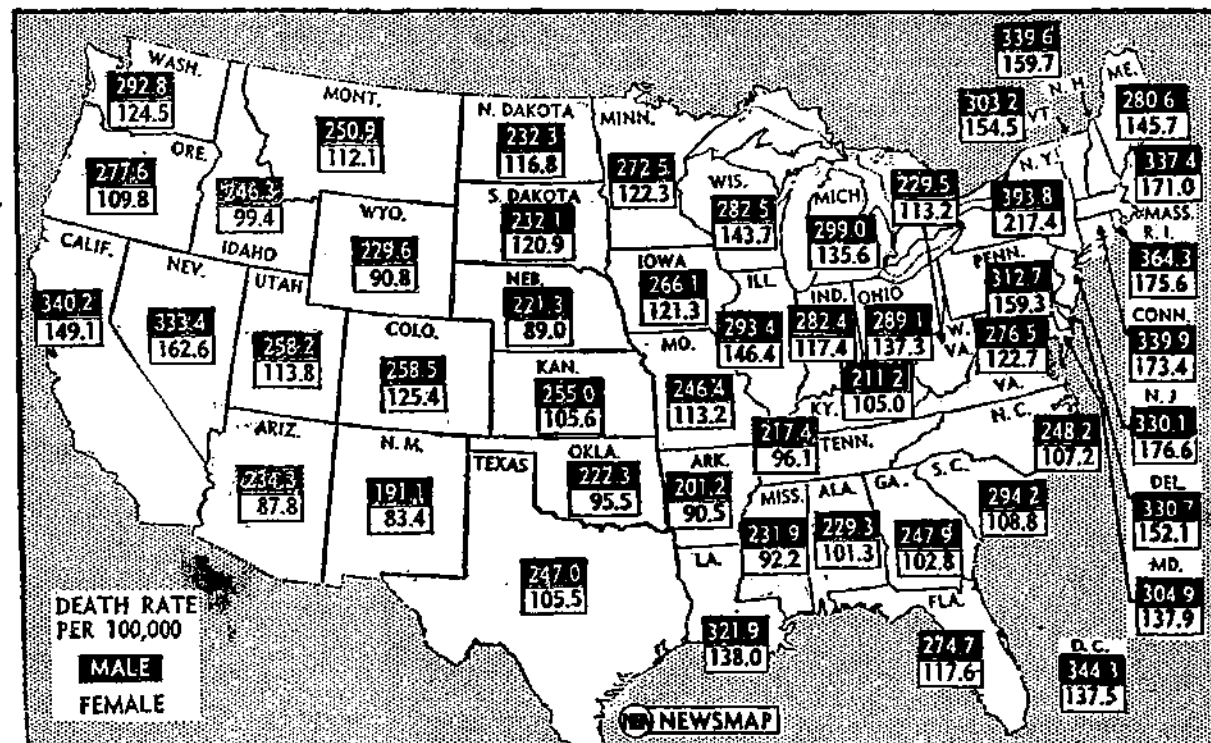 339.6
159.7
WASH.
292.8
124.5
MONT.
250.9
112.1
N. DAKOTA
232.3
116.8
MINN.
272.5
122.3
303.2
154.5
VT.
N. H.
ME.
280.6
145.7
ORE.
277.6
109.8
246.3
99.4
IDAHO
WYO.
229.6
90.8
S. DAKOTA
232.1
120.9
WIS.
282.5
143.7
MICH.
299.0
135.6
229.5
113.2
N. Y.
393.8
217.4
337.4
171.0
MASS.
R. I.
364.3
175.6
CALIF.
340.2
149.1
NEV.
333.4
162.6
UTAH
258.2
113.8
COLO.
258.5
125.4
NEB.
221.3
89.0
IOWA
266.1
121.3
ILL.
293.4
146.4
IND.
282.4
117.4
OHIO
289.1
137.3
PENN.
312.7
159.3
W. VA.
276.5
122.7
VA.
CONN.
339.9
173.4
KAN.
255.0
105.6
MO.
246.4
113.2
KY.
211.2
105.0
N. J.
330.1
176.6
ARIZ.
234.3
87.8
N. M.
191.1
83.4
TEXAS
247.0
105.5
OKLA.
222.3
95.5
ARK.
201.2
90.5
217.4
96.1
TENN.
N. C.
248.2
107.2
DEL.
330.7
152.1
MISS.
231.9
92.2
ALA.
229.3
101.3
GA.
247.9
102.8
S. C.
294.2
108.8
MD.
304.9
137.9
LA.
321.9
138.0
FLA.
274.7
117.6
D. C.
344.3
137.5
DEATH RATE
PER 100,000
MALE
FEMALE
NEWSMAP